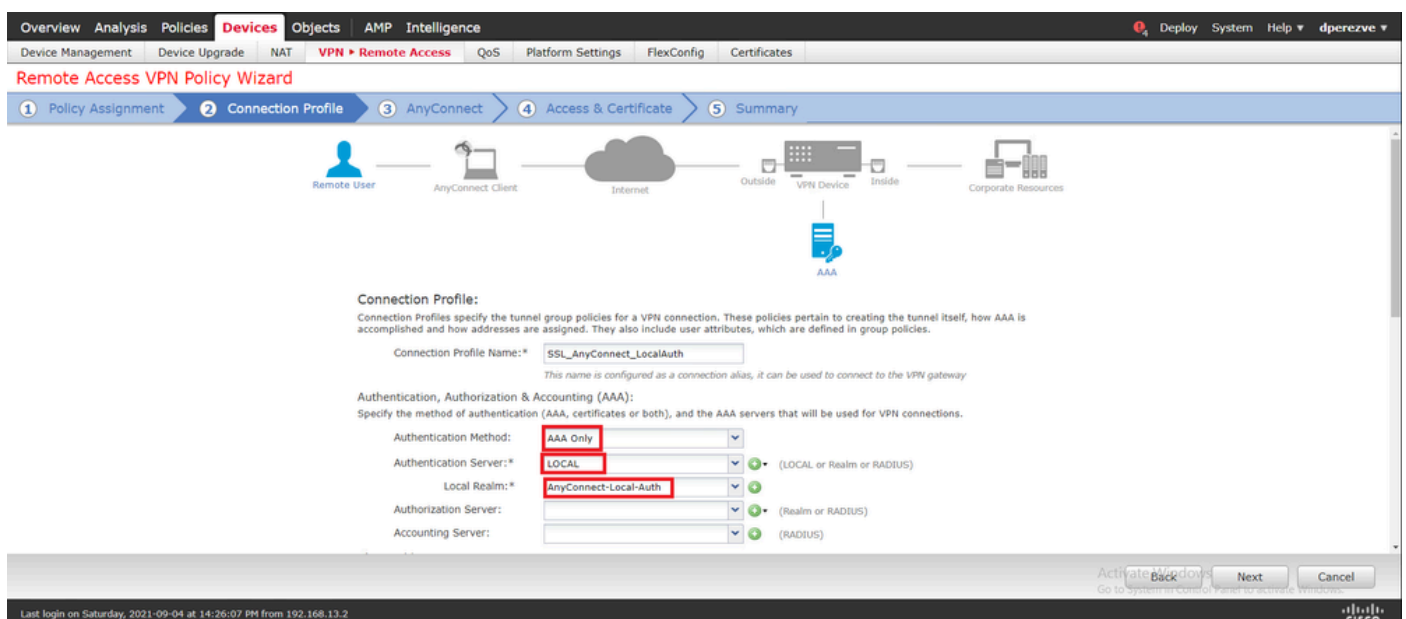 Overview Analysis Policies Devices Objects AMP Intelligence 4 Deploy System Help dperezve
Device Management Device Upgrade NAT VPN ▸ Remote Access QoS Platform Settings FlexConfig Certificates
Remote Access VPN Policy Wizard
1 Policy Assignment 2 Connection Profile 3 AnyConnect 4 Access & Certificate 5 Summary
Remote User AnyConnect Client Internet Outside VPN Device Inside Corporate Resources
AAA
Connection Profile:
Connection Profiles specify the tunnel group policies for a VPN connection. These policies pertain to creating the tunnel itself, how AAA is
accomplished and how addresses are assigned. They also include user attributes, which are defined in group policies.
Connection Profile Name:* SSL_AnyConnect_LocalAuth
This name is configured as a connection alias, it can be used to connect to the VPN gateway
Authentication, Authorization & Accounting (AAA):
Specify the method of authentication (AAA, certificates or both), and the AAA servers that will be used for VPN connections.
Authentication Method: AAA Only
Authentication Server:* LOCAL (LOCAL or Realm or RADIUS)
Local Realm:* AnyConnect-Local-Auth
Authorization Server: (Realm or RADIUS)
Accounting Server: (RADIUS)
Activate Windows
Back Next Cancel
Go to System in Control Panel to activate Windows.
Last login on Saturday, 2021-09-04 at 14:26:07 PM from 192.168.13.2
CISCO